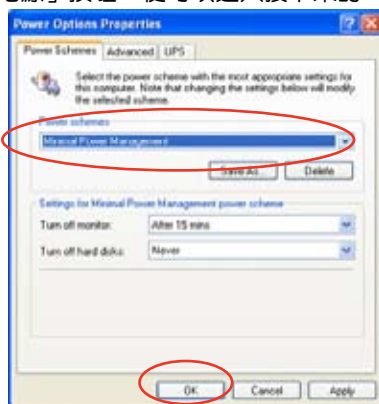 Power Options Properties
Power Schemes Advanced UPS
Select the power scheme with the most appropriate settings for
this computer. Note that changing the settings below will modify
the selected scheme.
Power schemes
Minimal Power Management
Save As... Delete
Settings for Minimal Power Management power scheme
Turn off monitor: After 15 mins
Turn off hard disks: Never
OK Cancel Apply